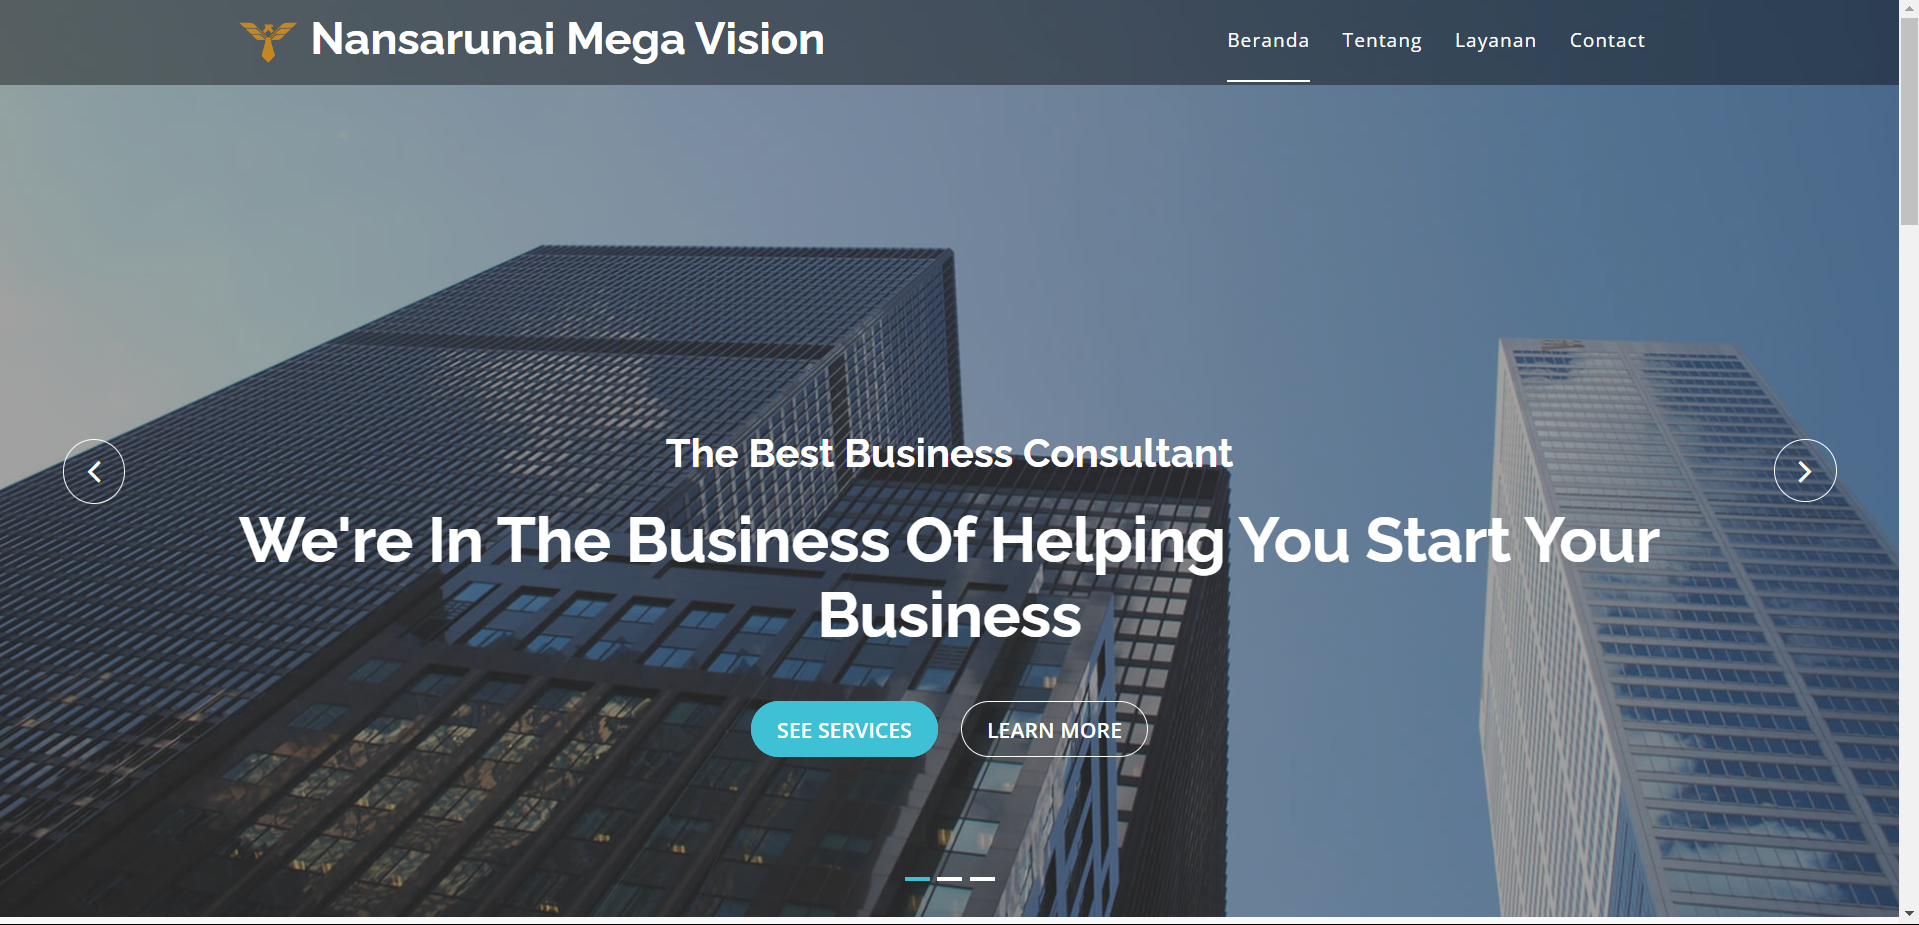 Nansarunai Mega Vision
Beranda Tentang Layanan Contact
The Best Business Consultant
We're In The Business Of Helping You Start Your
Business
SEE SERVICES LEARN MORE